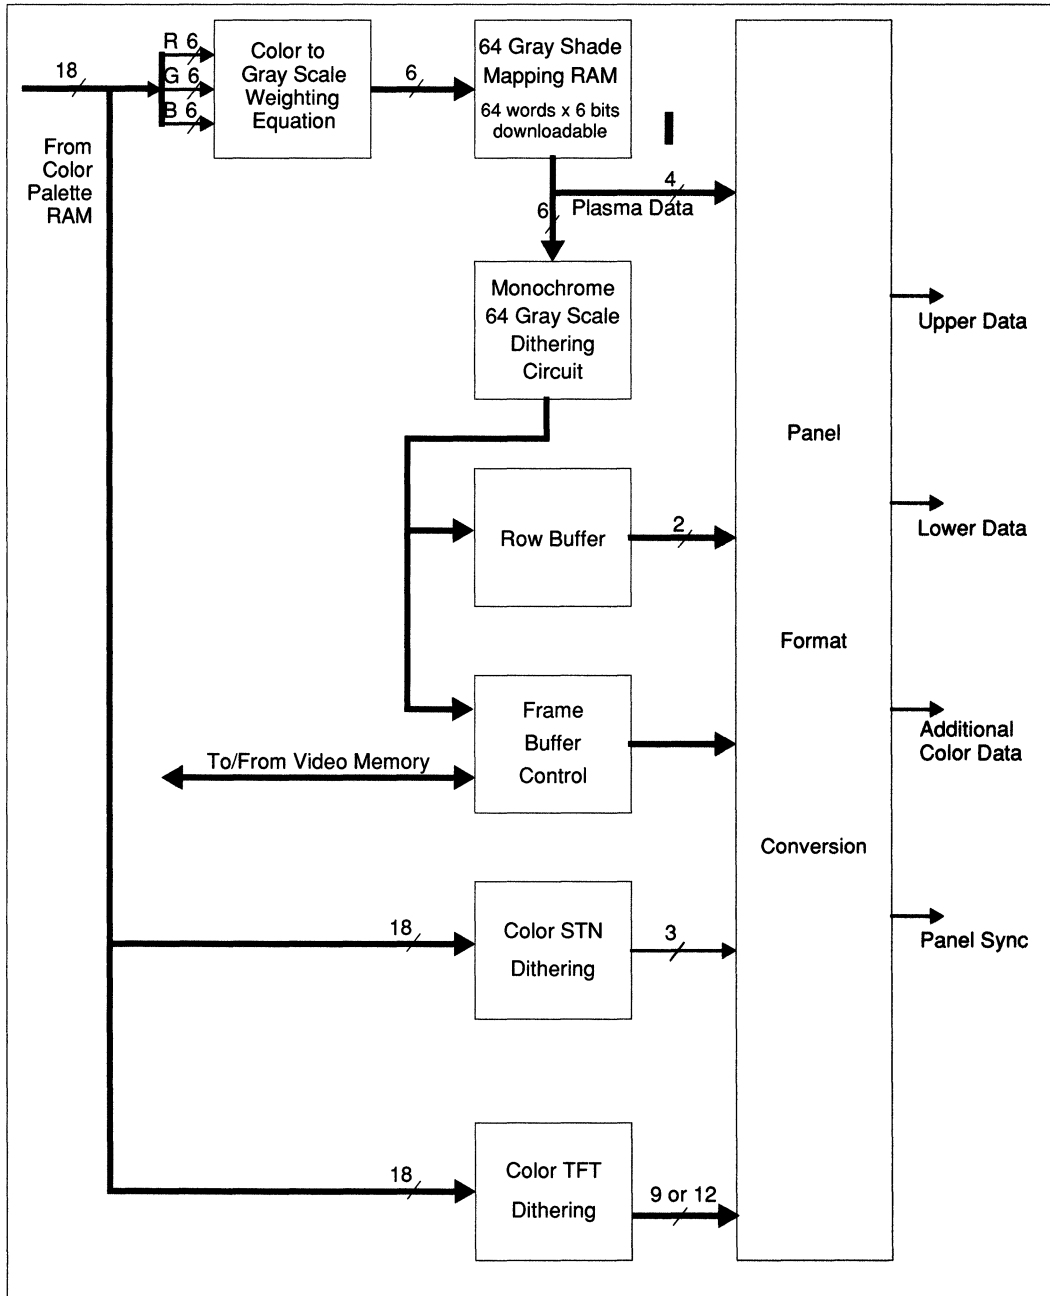 18
R 6
G 6
B 6
From
Color
Palette
RAM
Color to
Gray Scale
Weighting
Equation
6
64 Gray Shade
Mapping RAM
64 words x 6 bits
downloadable
4
Plasma Data
6
Monochrome
64 Gray Scale
Dithering
Circuit
Row Buffer
2
Frame
Buffer
Control
To/From Video Memory
18
Color STN
Dithering
3
18
Color TFT
Dithering
9 or 12
Panel
Format
Conversion
Upper Data
Lower Data
Additional
Color Data
Panel Sync